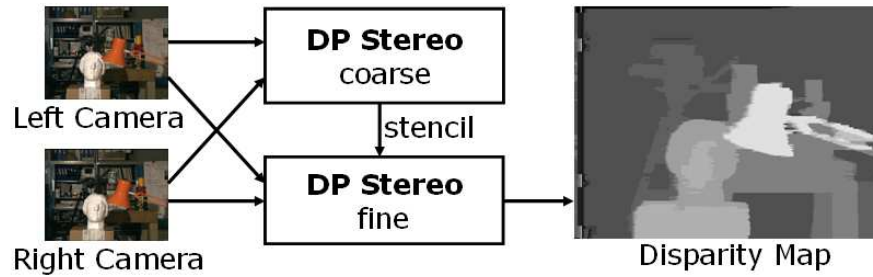 DP Stereo
coarse
Left Camera
stencil
DP Stereo
fine
Right Camera
Disparity Map